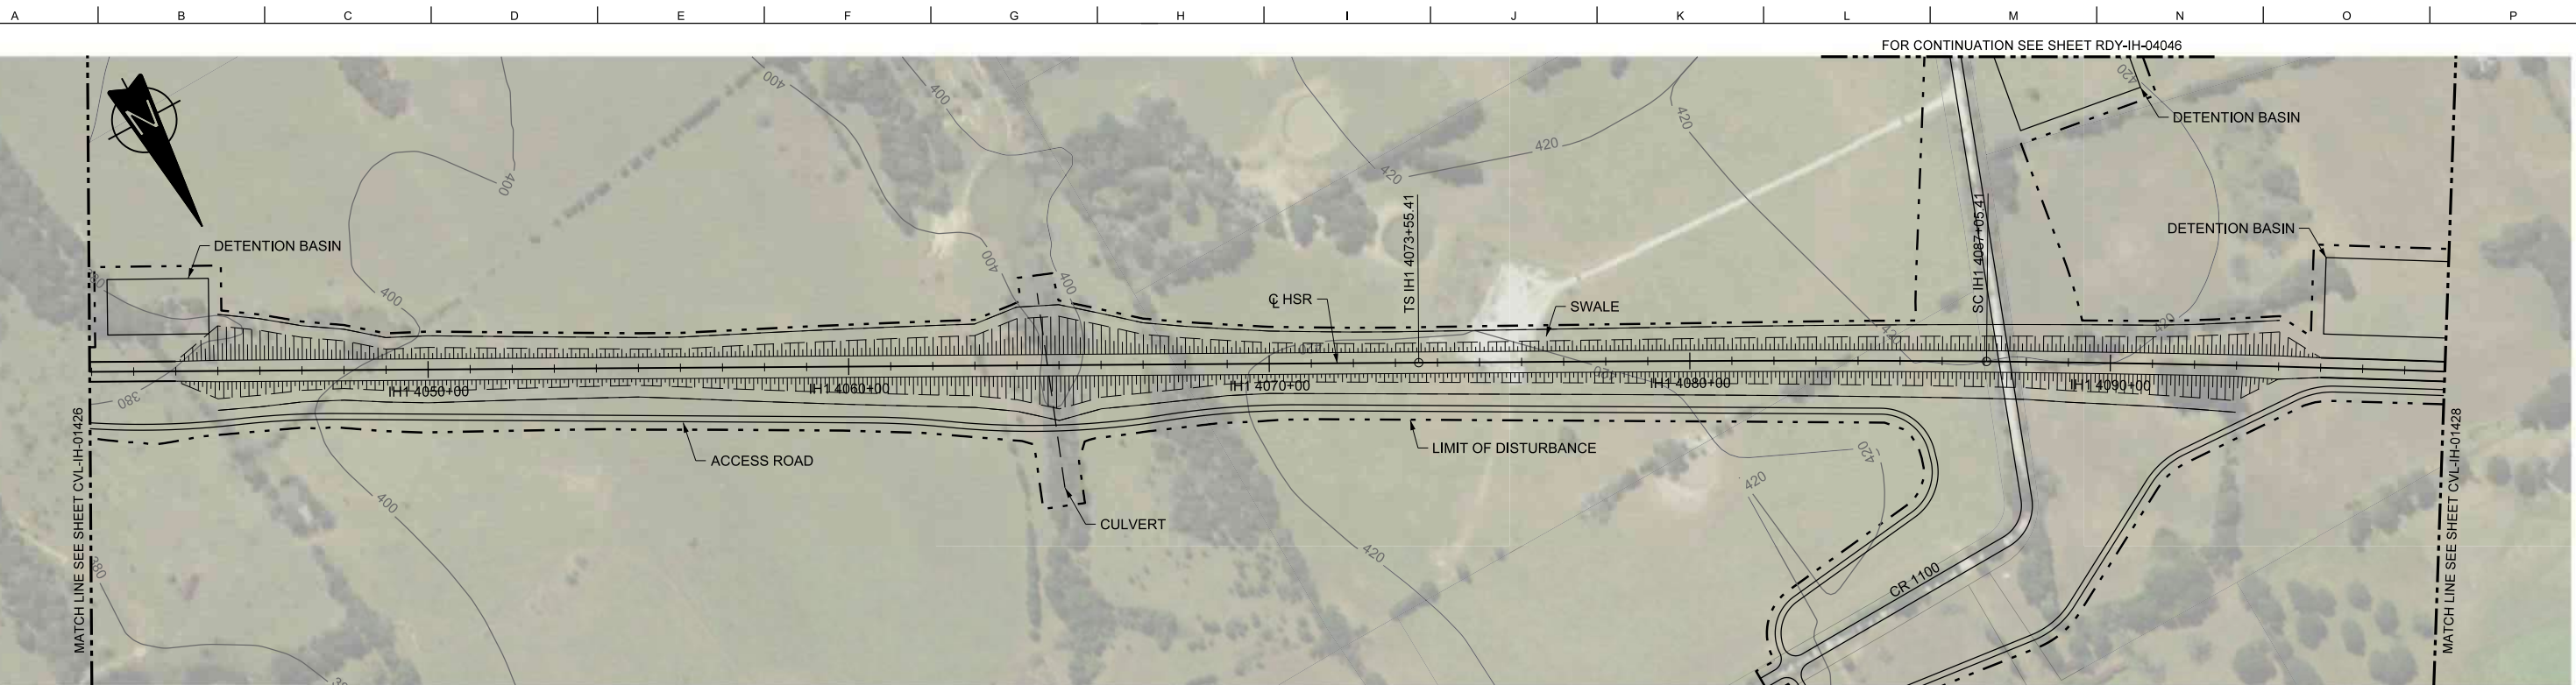 A B C D E F G H I J K L M N O P
FOR CONTINUATION SEE SHEET RDY-IH-04046
400
400
420
420
420
420
400
N
DETENTION BASIN
DETENTION BASIN
DETENTION BASIN
400
400
400
TS IH1 4073+55.41
SC IH1 4087+05.41
℄ HSR
SWALE
420
420
420
380
IH1 4050+00
IH1 4060+00
IH1 4070+00
IH1 4080+00
IH1 4090+00
ACCESS ROAD
LIMIT OF DISTURBANCE
420
420
400
CULVERT
420
CR 1100
MATCH LINE SEE SHEET CVL-IH-01426
MATCH LINE SEE SHEET CVL-IH-01428